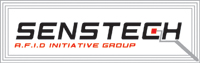 SENSTECH
R.F.I.D INITIATIVE GROUP